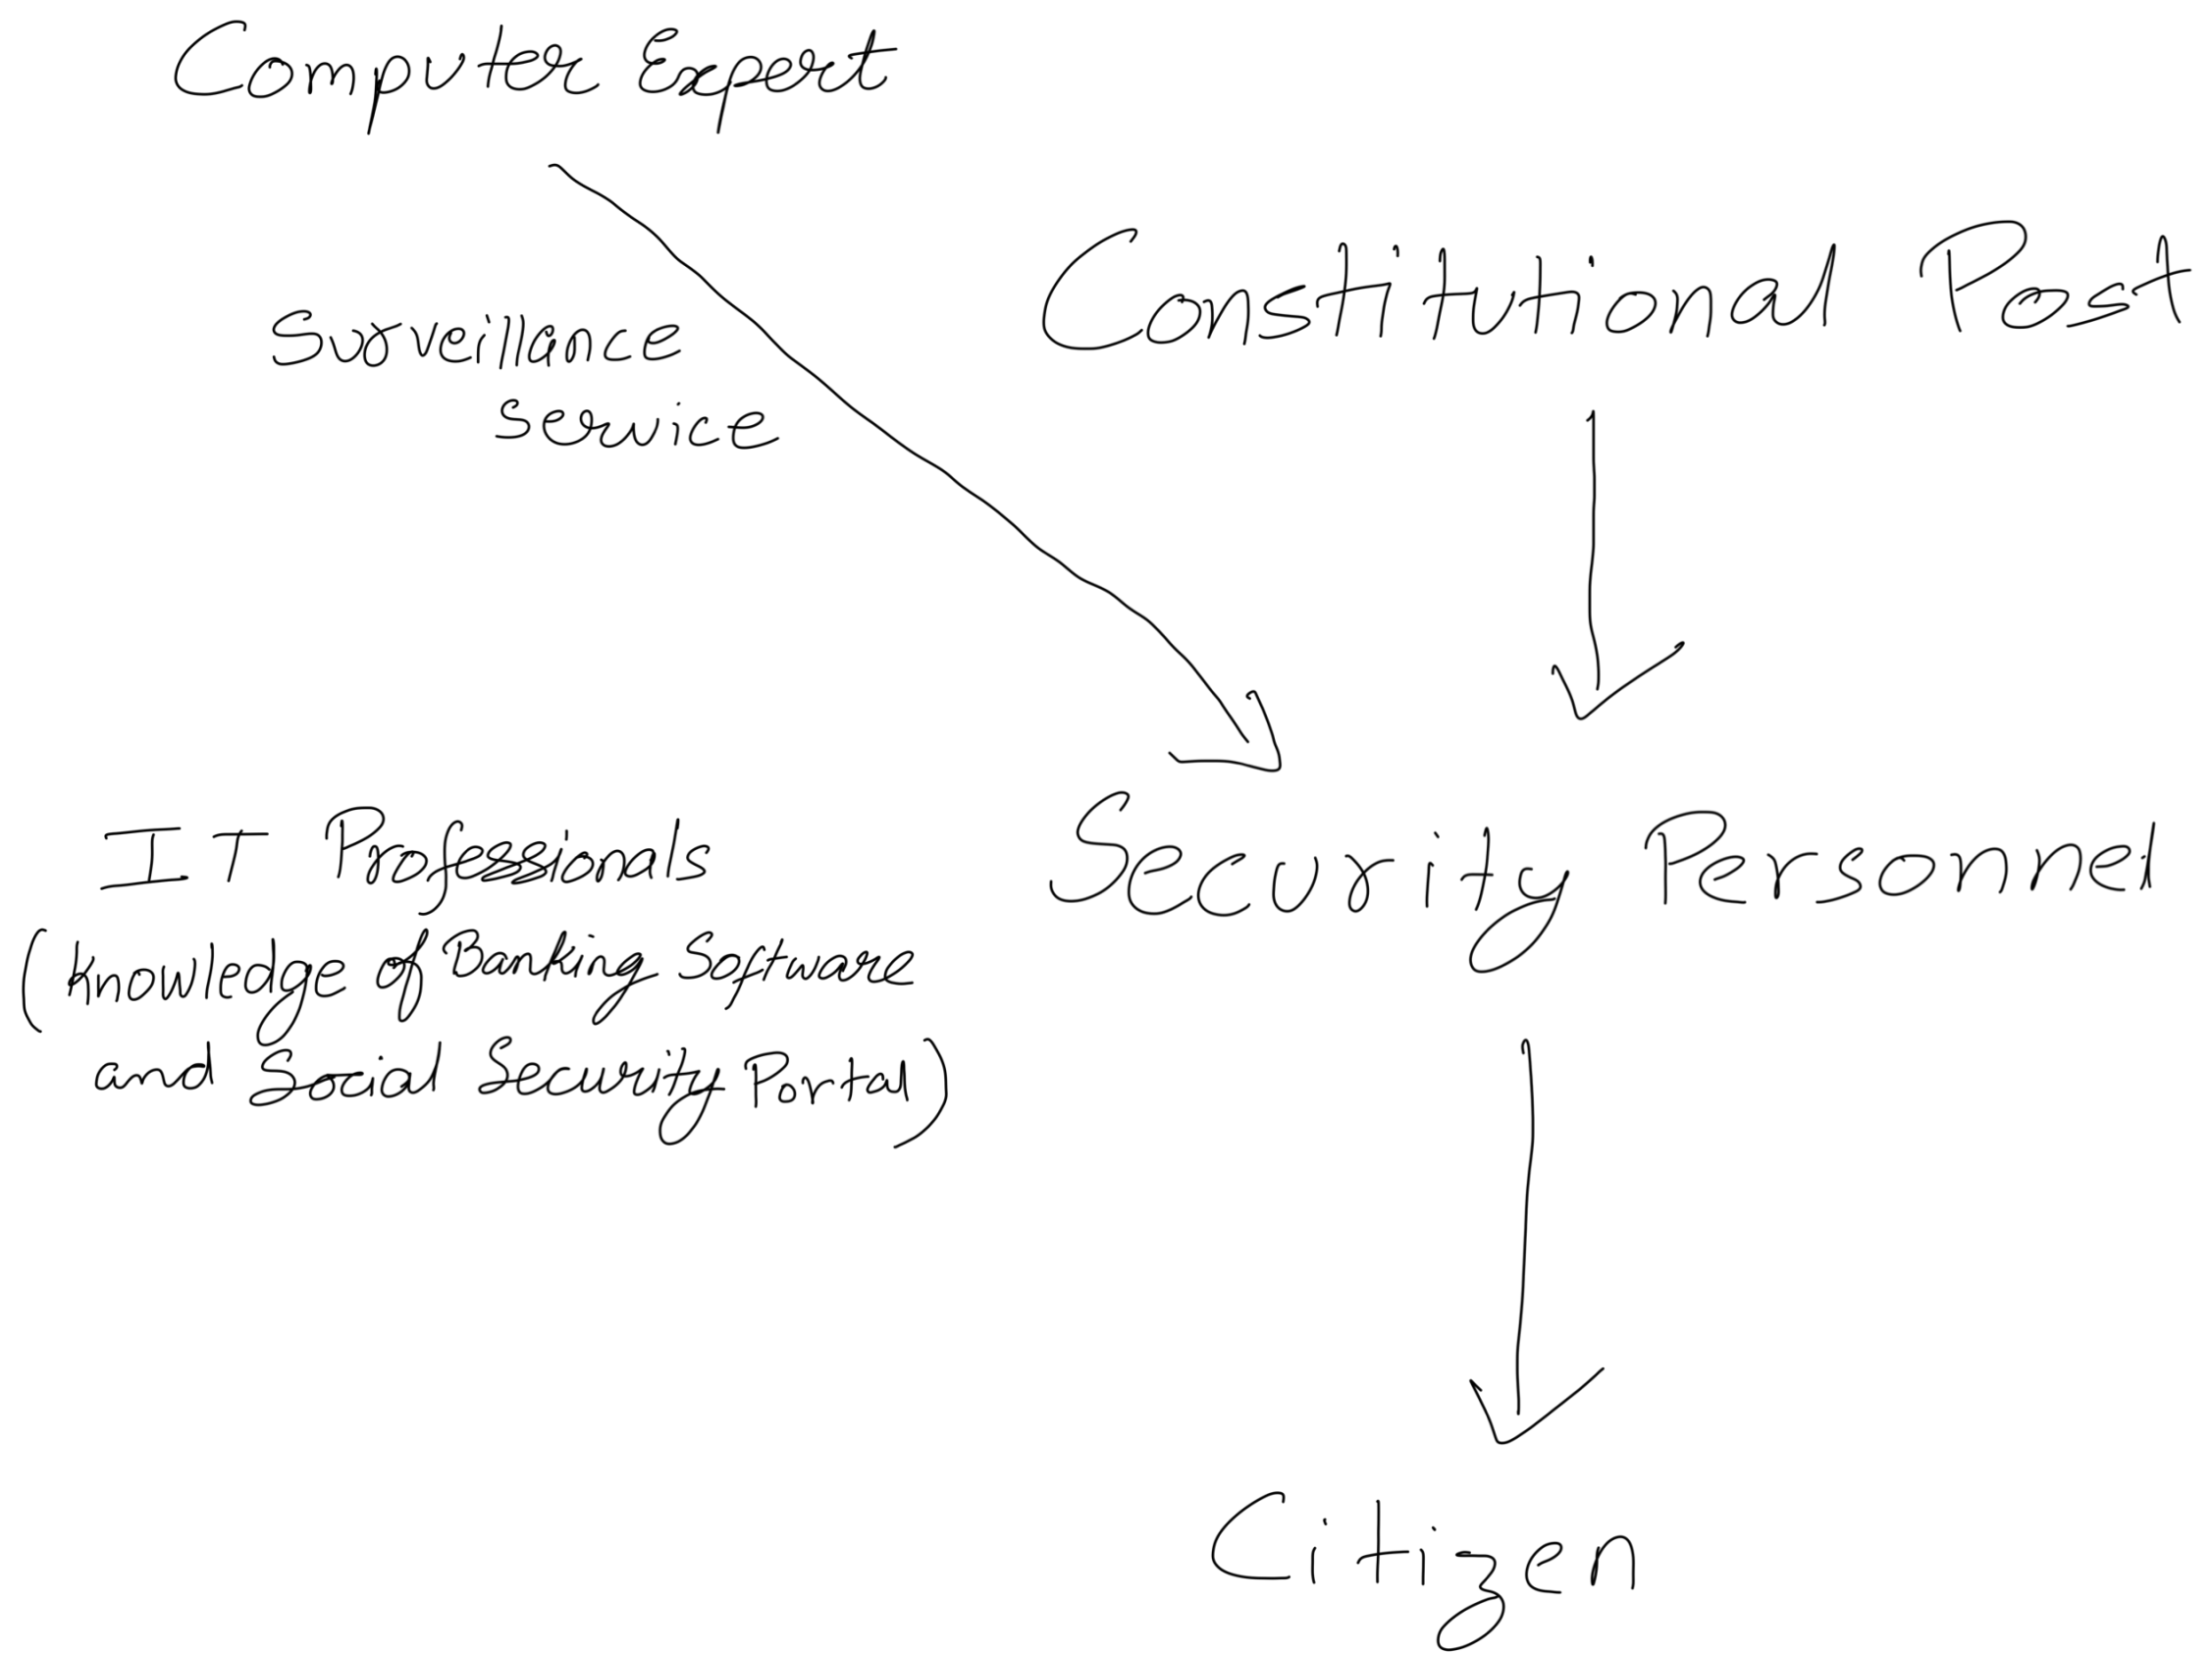 Computer Expert
Constitutional Post
Surveillance
Service
IT Professionals
Security Personnel
(Knowledge of Banking Software
and Social Security Portal)
Citizen